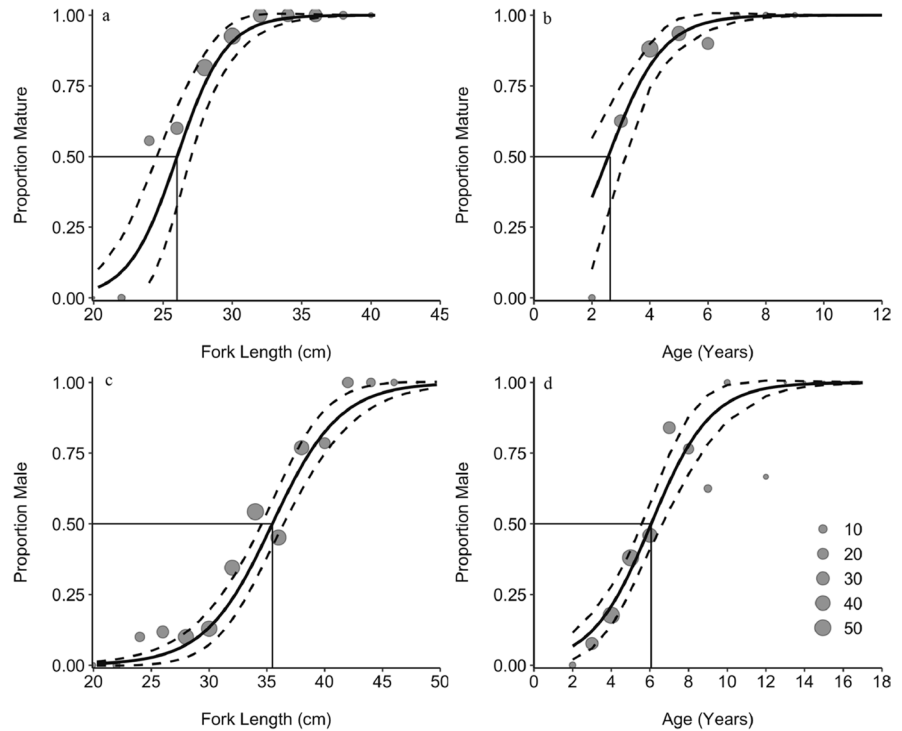 a
1.00
0.75
0.50
0.25
0.00
Proportion Mature
20 25 30 35 40 45
Fork Length (cm)
b
1.00
0.75
0.50
0.25
0.00
Proportion Mature
0 2 4 6 8 10 12
Age (Years)
c
1.00
0.75
0.50
0.25
0.00
Proportion Male
20 25 30 35 40 45 50
Fork Length (cm)
d
1.00
0.75
0.50
0.25
0.00
Proportion Male
0 2 4 6 8 10 12 14 16 18
Age (Years)
10
20
30
40
50